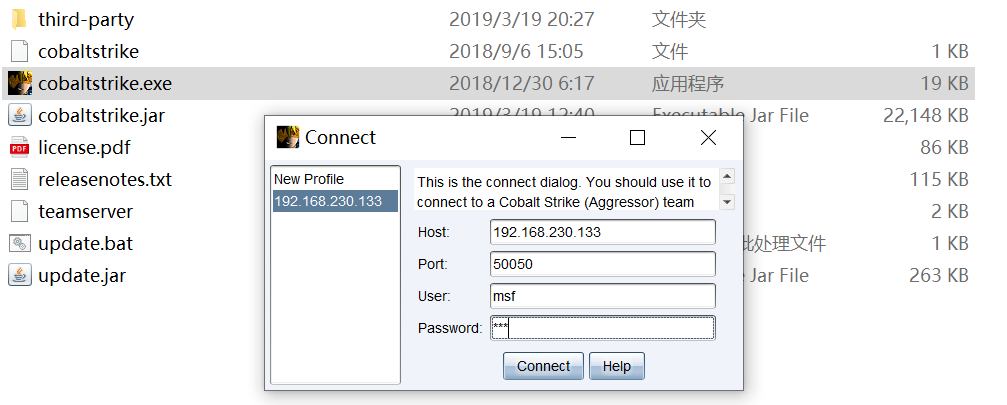 third-party 2019/3/19 20:27 文件夹
cobaltstrike 2018/9/6 15:05 文件 1 KB
cobaltstrike.exe 2018/12/30 6:17 应用程序 19 KB
cobaltstrike.jar 2019/3/19 12:40 Executable Jar File 22,148 KB
license.pdf 86 KB
releasenotes.txt 115 KB
teamserver 2 KB
update.bat 处理文件 1 KB
update.jar Jar File 263 KB
Connect
New Profile
192.168.230.133
This is the connect dialog. You should use it to
connect to a Cobalt Strike (Aggressor) team
Host: 192.168.230.133
Port: 50050
User: msf
Password: ***
Connect Help